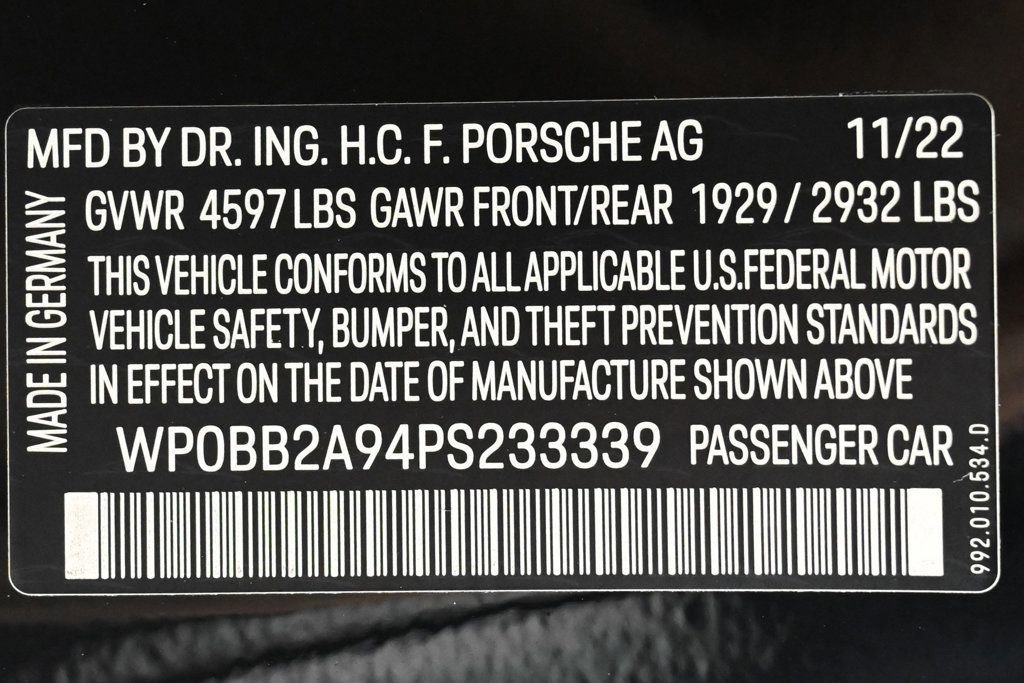 MFD BY DR. ING. H.C. F. PORSCHE AG 11/22
GVWR 4597 LBS GAWR FRONT/REAR 1929 / 2932 LBS
THIS VEHICLE CONFORMS TO ALL APPLICABLE U.S.FEDERAL MOTOR
VEHICLE SAFETY, BUMPER, AND THEFT PREVENTION STANDARDS
IN EFFECT ON THE DATE OF MANUFACTURE SHOWN ABOVE
WP0BB2A94PS233339 PASSENGER CAR
MADE IN GERMANY
992.010.534.D